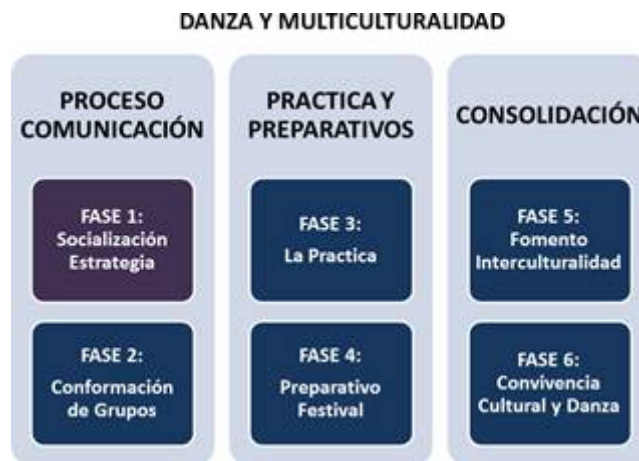 DANZA Y MULTICULTURALIDAD
PROCESO
COMUNICACIÓN
FASE 1:
Socialización
Estrategia
FASE 2:
Conformación
de Grupos
PRACTICA Y
PREPARATIVOS
FASE 3:
La Practica
FASE 4:
Preparativo
Festival
CONSOLIDACIÓN
FASE 5:
Fomento
Interculturalidad
FASE 6:
Convivencia
Cultural y Danza